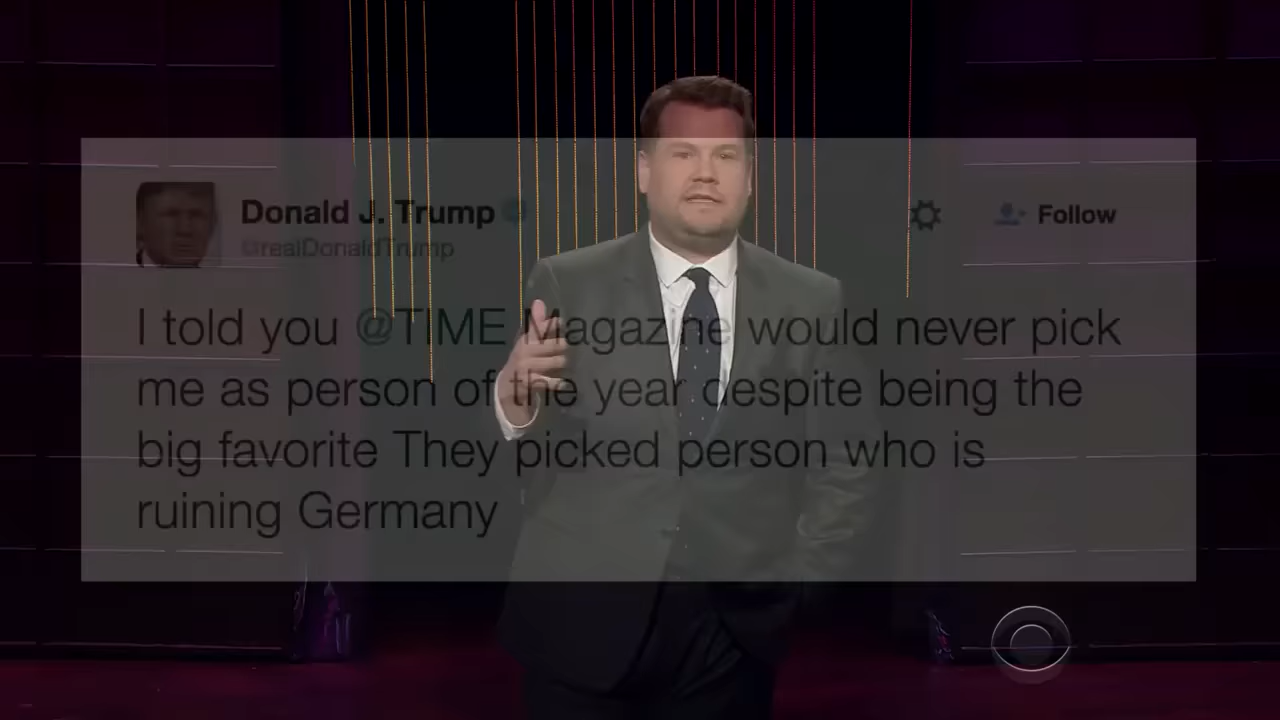 Donald J. Trump
@realDonaldTrump
Follow
I told you @TIME Magazine would never pick
me as person of the year despite being the
big favorite They picked person who is
ruining Germany